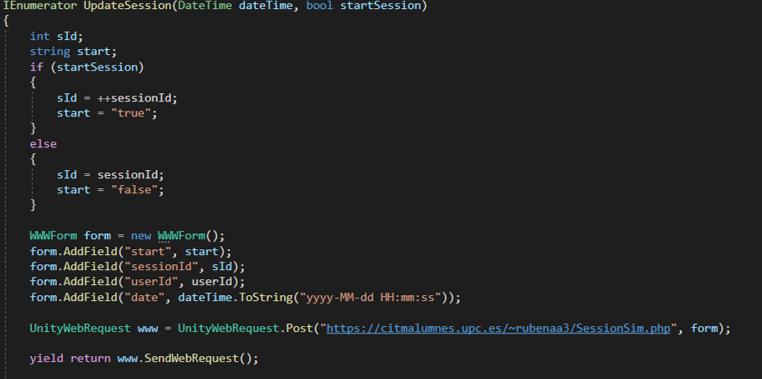 IEnumerator UpdateSession(DateTime dateTime, bool startSession)
{
int sId;
string start;
if (startSession)
{
sId = ++sessionId;
start = "true";
}
else
{
sId = sessionId;
start = "false";
}
WWWForm form = new WWWForm();
form.AddField("start", start);
form.AddField("sessionId", sId);
form.AddField("userId", userId);
form.AddField("date", dateTime.ToString("yyyy-MM-dd HH:mm:ss"));
UnityWebRequest www = UnityWebRequest.Post("https://citmalumnes.upc.es/~rubenaa3/SessionSim.php", form);
yield return www.SendWebRequest();